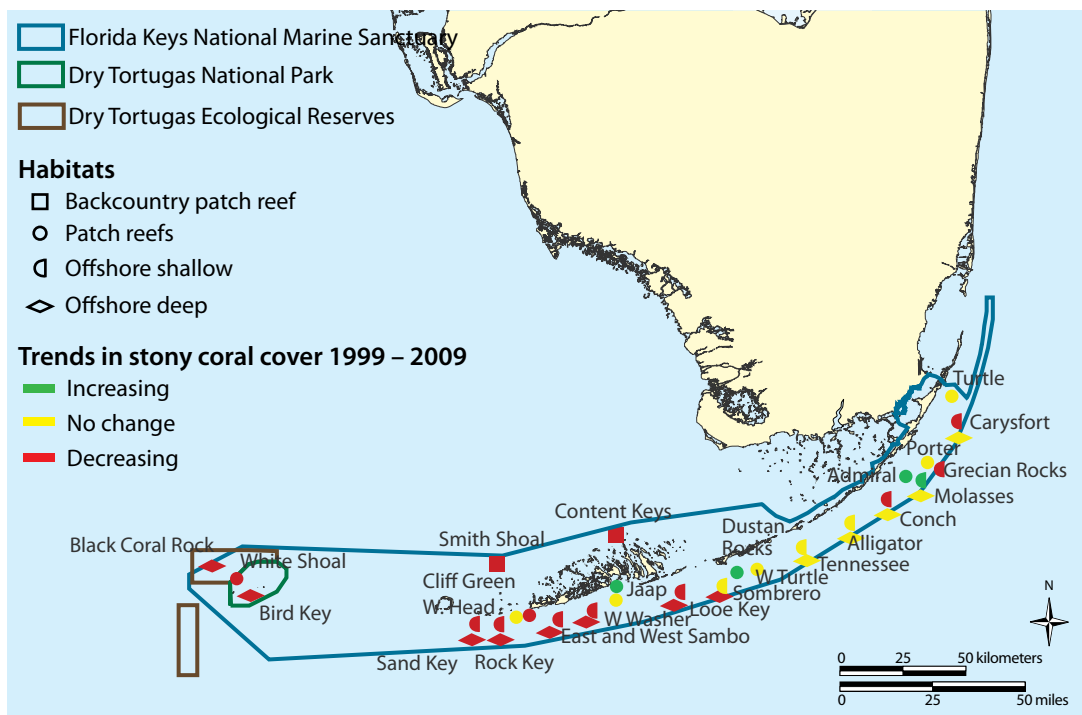 Florida Keys National Marine Sanctuary
Dry Tortugas National Park
Dry Tortugas Ecological Reserves
Habitats
Backcountry patch reef
Patch reefs
Offshore shallow
Offshore deep
Trends in stony coral cover 1999 – 2009
Increasing
No change
Decreasing
Turtle
Carysfort
Porter
Grecian Rocks
Admiral
Molasses
Conch
Alligator
Tennessee
Content Keys
Dustan
Rocks
W Turtle
Sombrero
Smith Shoal
Black Coral Rock
White Shoal
Bird Key
Cliff Green
W. Head
Jaap
Looe Key
W Washer
East and West Sambo
Sand Key
Rock Key
N
0 25 50 kilometers
0 25 50 miles